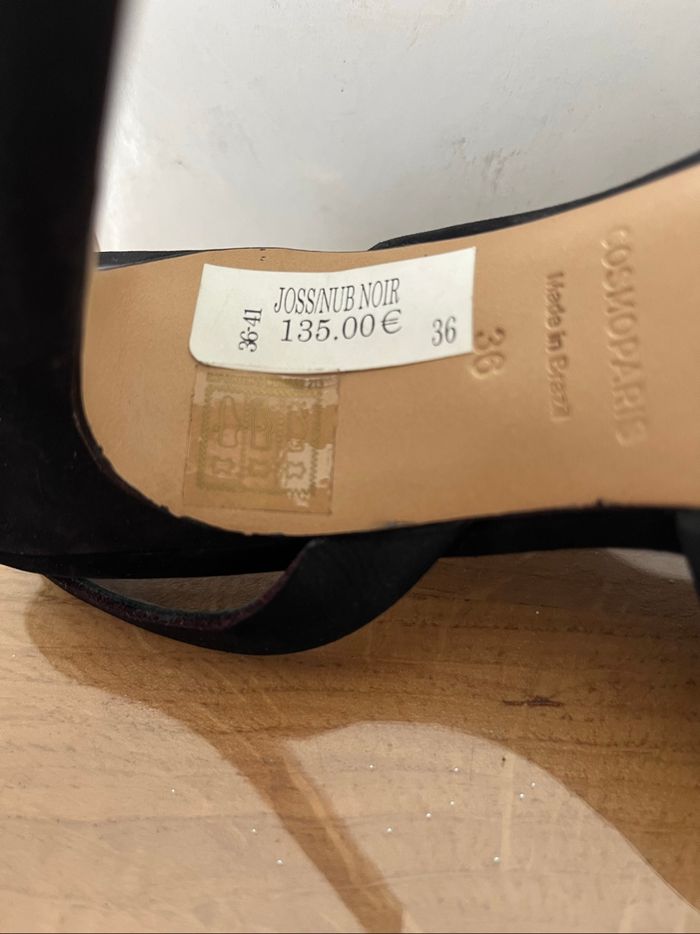 JOSS/NUB NOIR
135.00€
36-41
36
36
Made in Brazil
COSMOPARIS